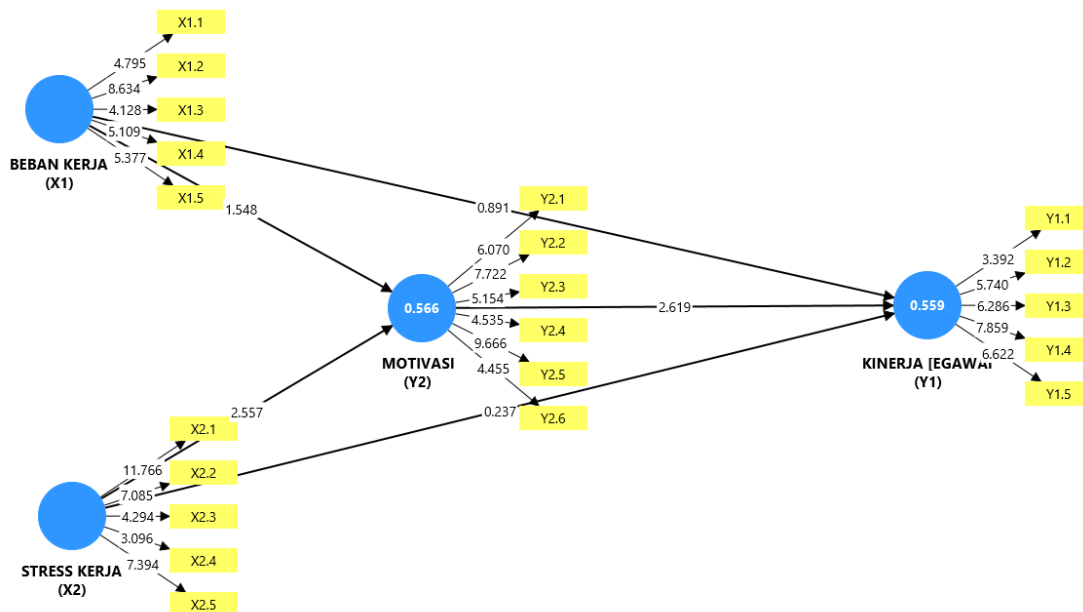 X1.1
4.795
X1.2
8.634
X1.3
4.128
5.109
X1.4
5.377
X1.5
BEBAN KERJA
(X1)
1.548
0.891
Y2.1
6.070
Y2.2
7.722
Y2.3
5.154
0.566
4.535
Y2.4
9.666
Y2.5
4.455
Y2.6
MOTIVASI
(Y2)
2.619
Y1.1
3.392
Y1.2
5.740
Y1.3
6.286
0.559
7.859
Y1.4
6.622
Y1.5
KINERJA [EGAWAI
(Y1)
2.557
0.237
X2.1
11.766
X2.2
7.085
X2.3
4.294
3.096
X2.4
7.394
X2.5
STRESS KERJA
(X2)